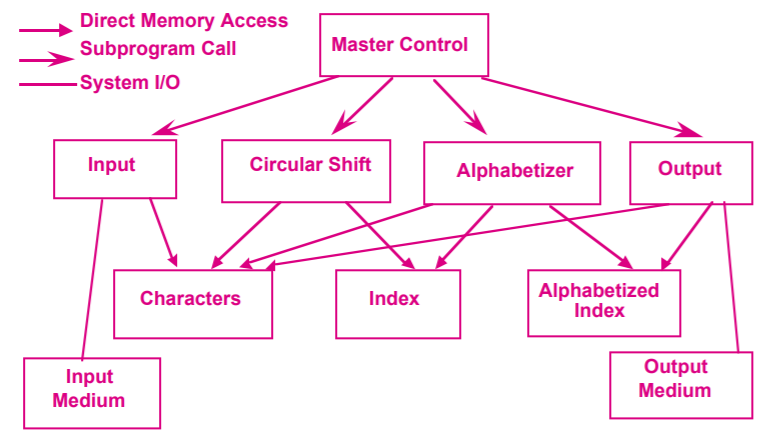 Direct Memory Access
Subprogram Call
System I/O
Master Control
Input
Circular Shift
Alphabetizer
Output
Characters
Index
Alphabetized
Index
Input
Medium
Output
Medium